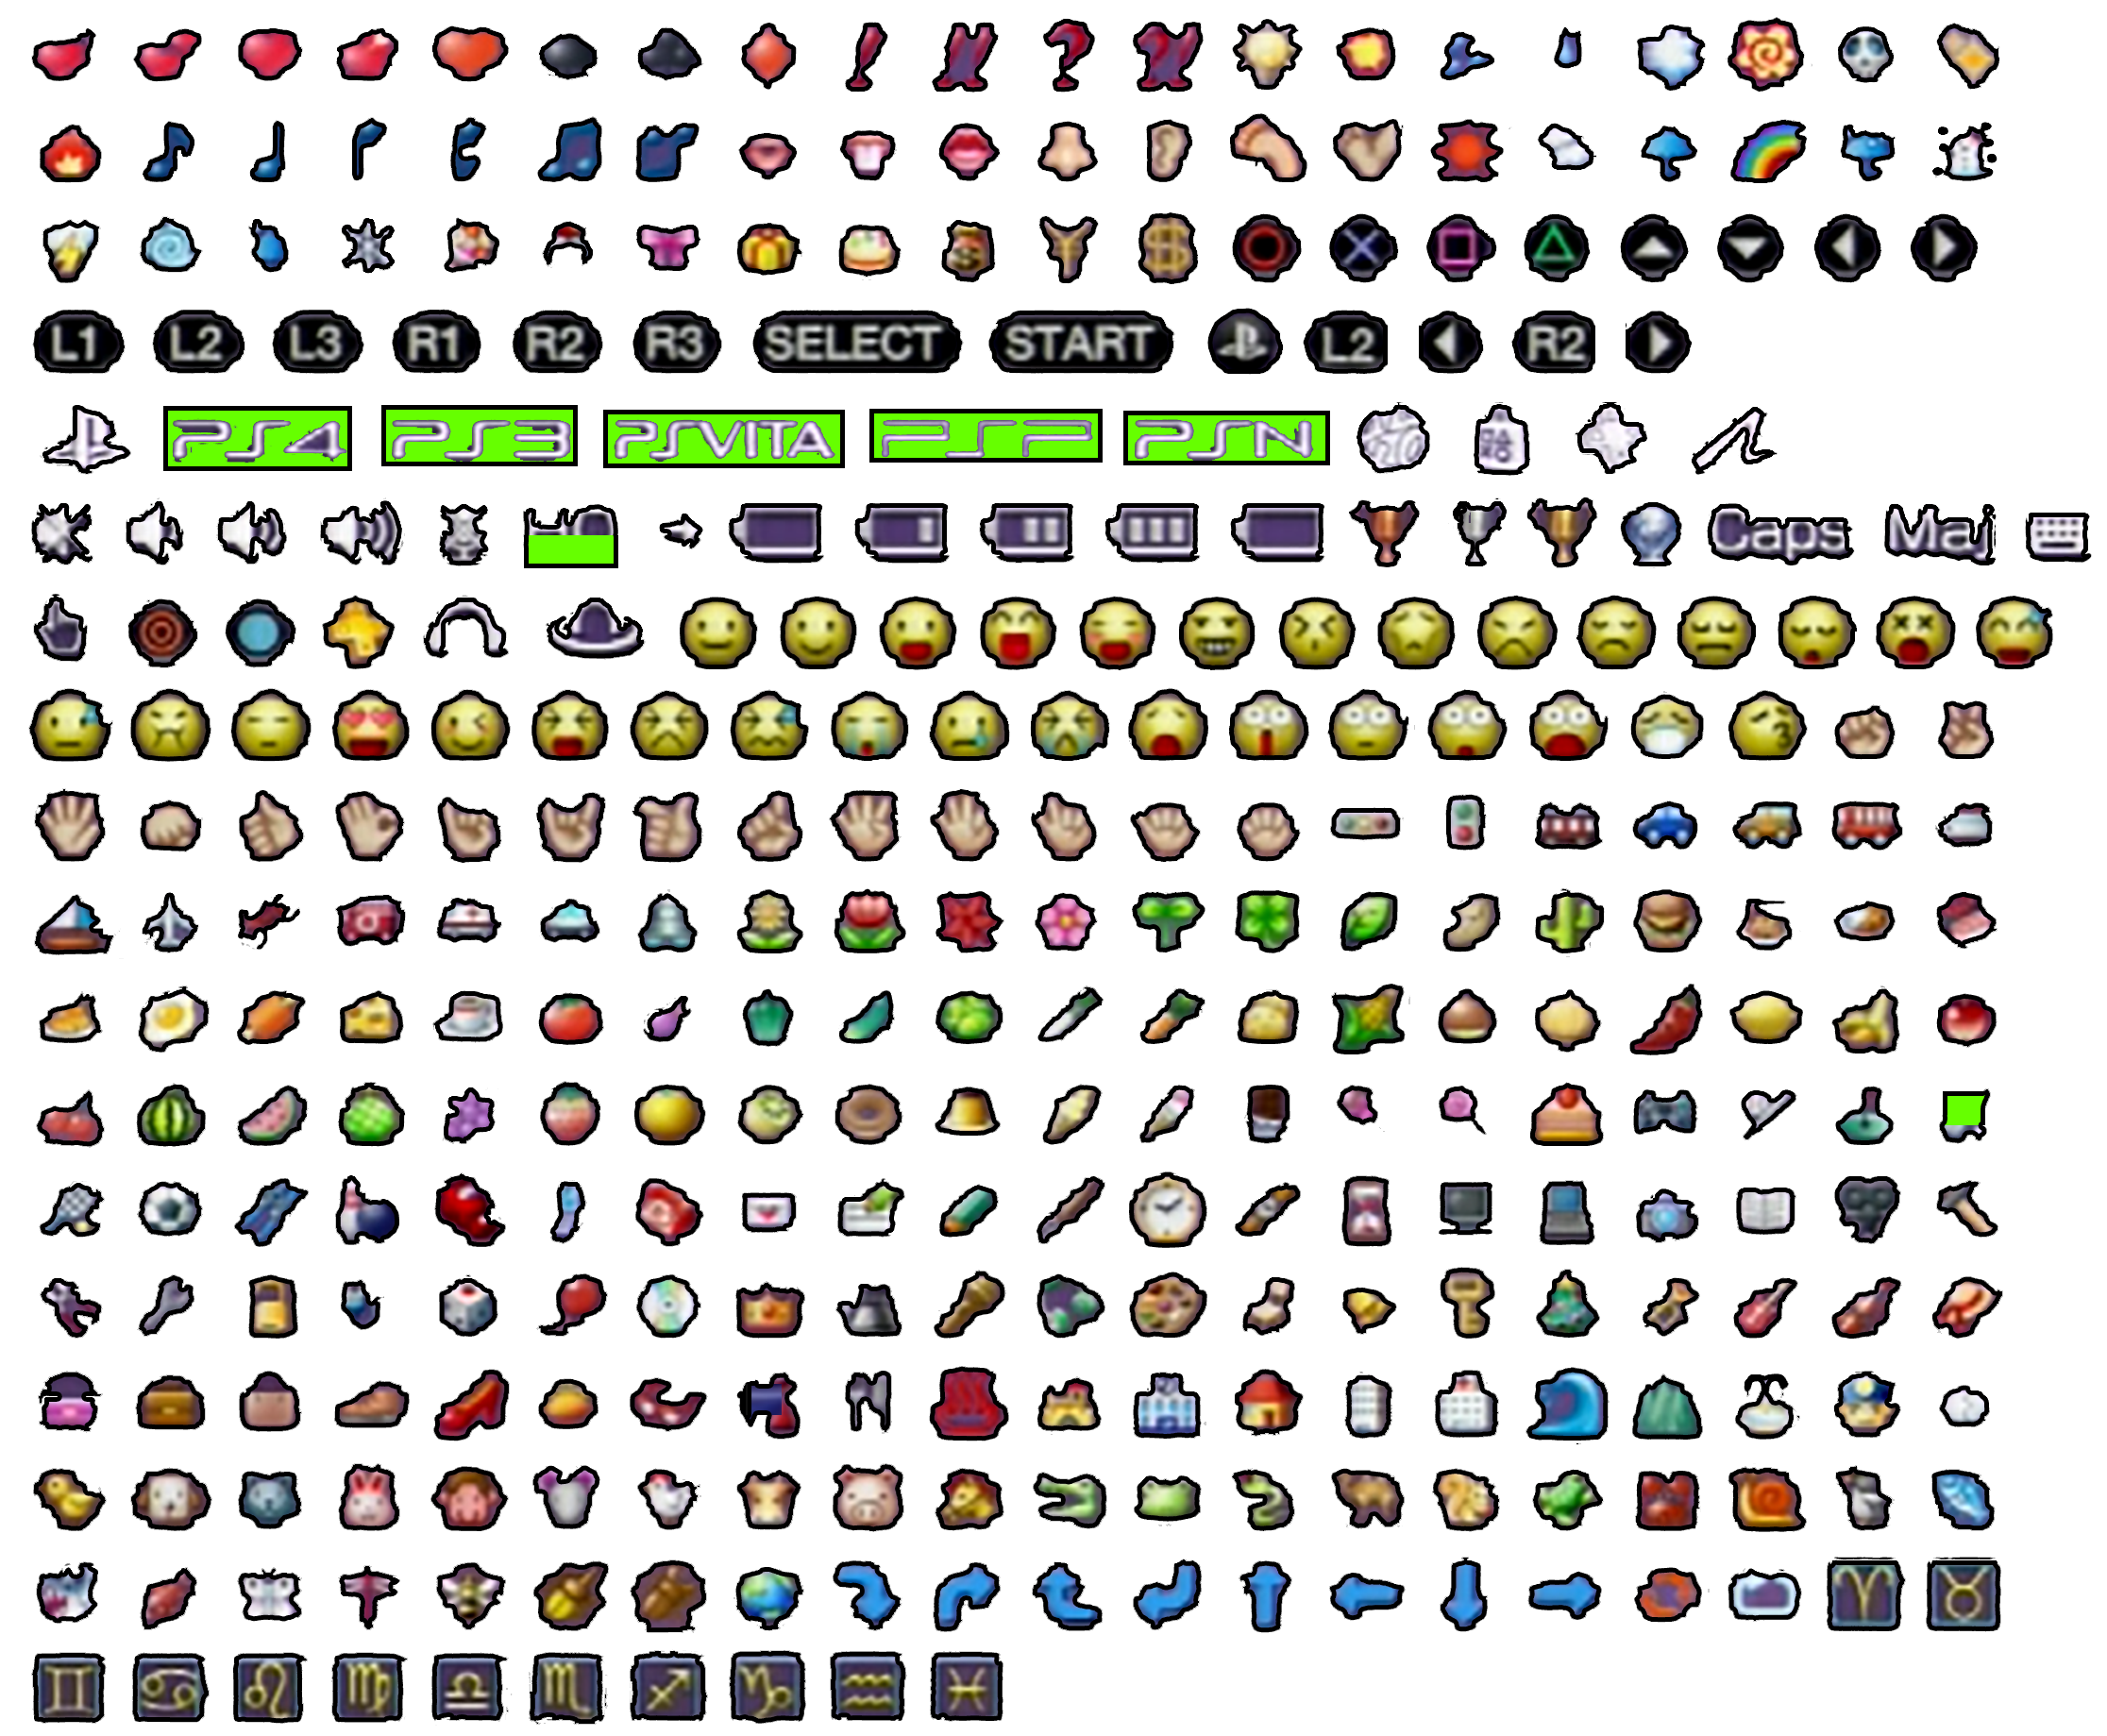 ! !! ? !?
$
L1 L2 L3 R1 R2 R3 SELECT START L2 R2
PS4 PS3 PSVITA PSP PSN
Caps Maj